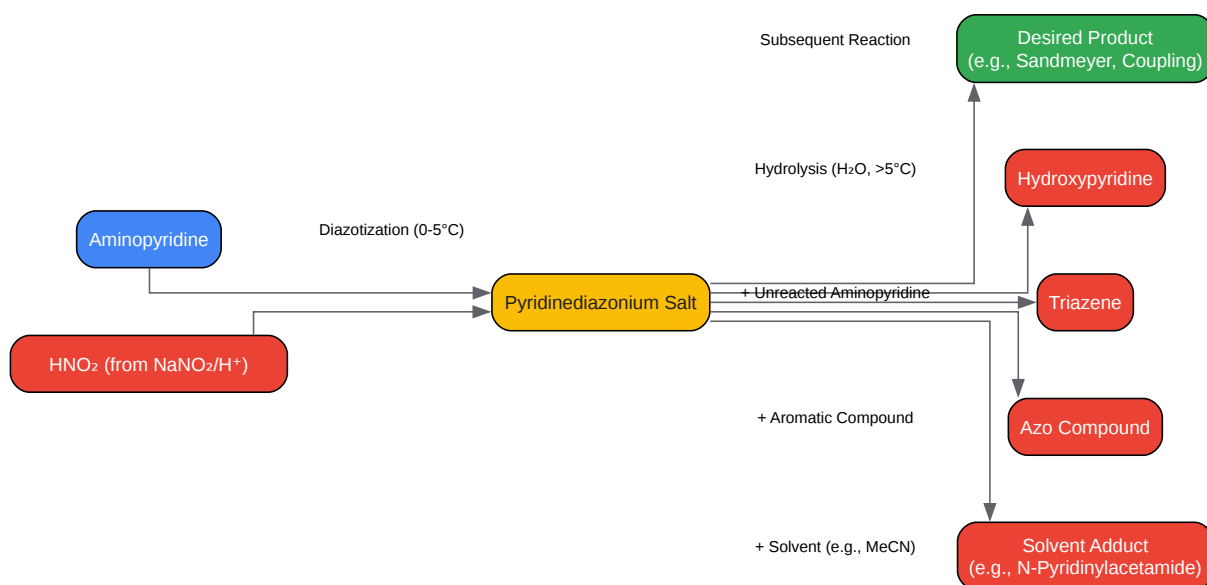 Subsequent Reaction
Desired Product
(e.g., Sandmeyer, Coupling)
Hydrolysis (H₂O, >5°C)
Hydroxypyridine
Aminopyridine
Diazotization (0-5°C)
Pyridinediazonium Salt
+ Unreacted Aminopyridine
Triazene
HNO₂ (from NaNO₂/H⁺)
+ Aromatic Compound
Azo Compound
+ Solvent (e.g., MeCN)
Solvent Adduct
(e.g., N-Pyridinylacetamide)